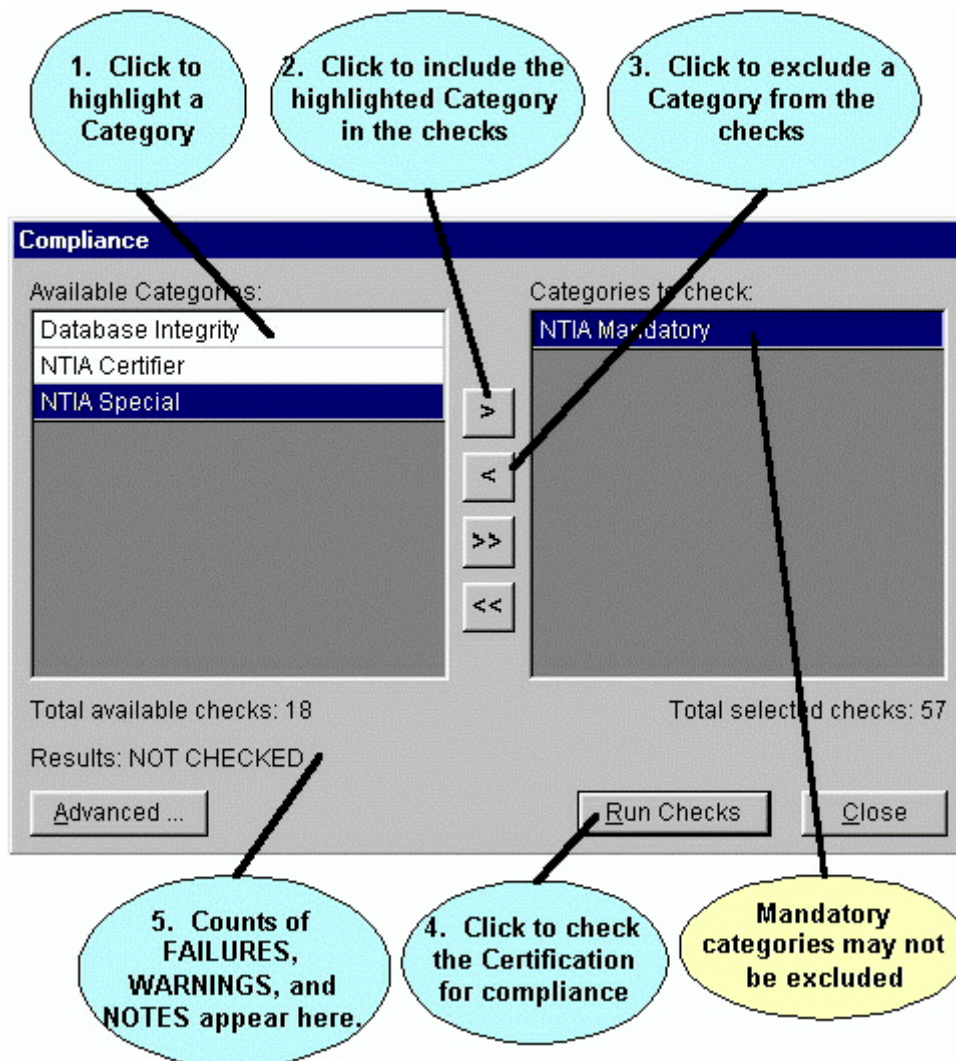 1. Click to
highlight a
Category
2. Click to include the
highlighted Category
in the checks
3. Click to exclude a
Category from the
checks
Compliance
Available Categories:
Database Integrity
NTIA Certifier
NTIA Special
>
<
>>
<<
Categories to check:
NTIA Mandatory
Total available checks: 18
Total selected checks: 57
Results: NOT CHECKED
Advanced ...
Run Checks
Close
5. Counts of
FAILURES,
WARNINGS, and
NOTES appear here.
4. Click to check
the Certification
for compliance
Mandatory
categories may not
be excluded